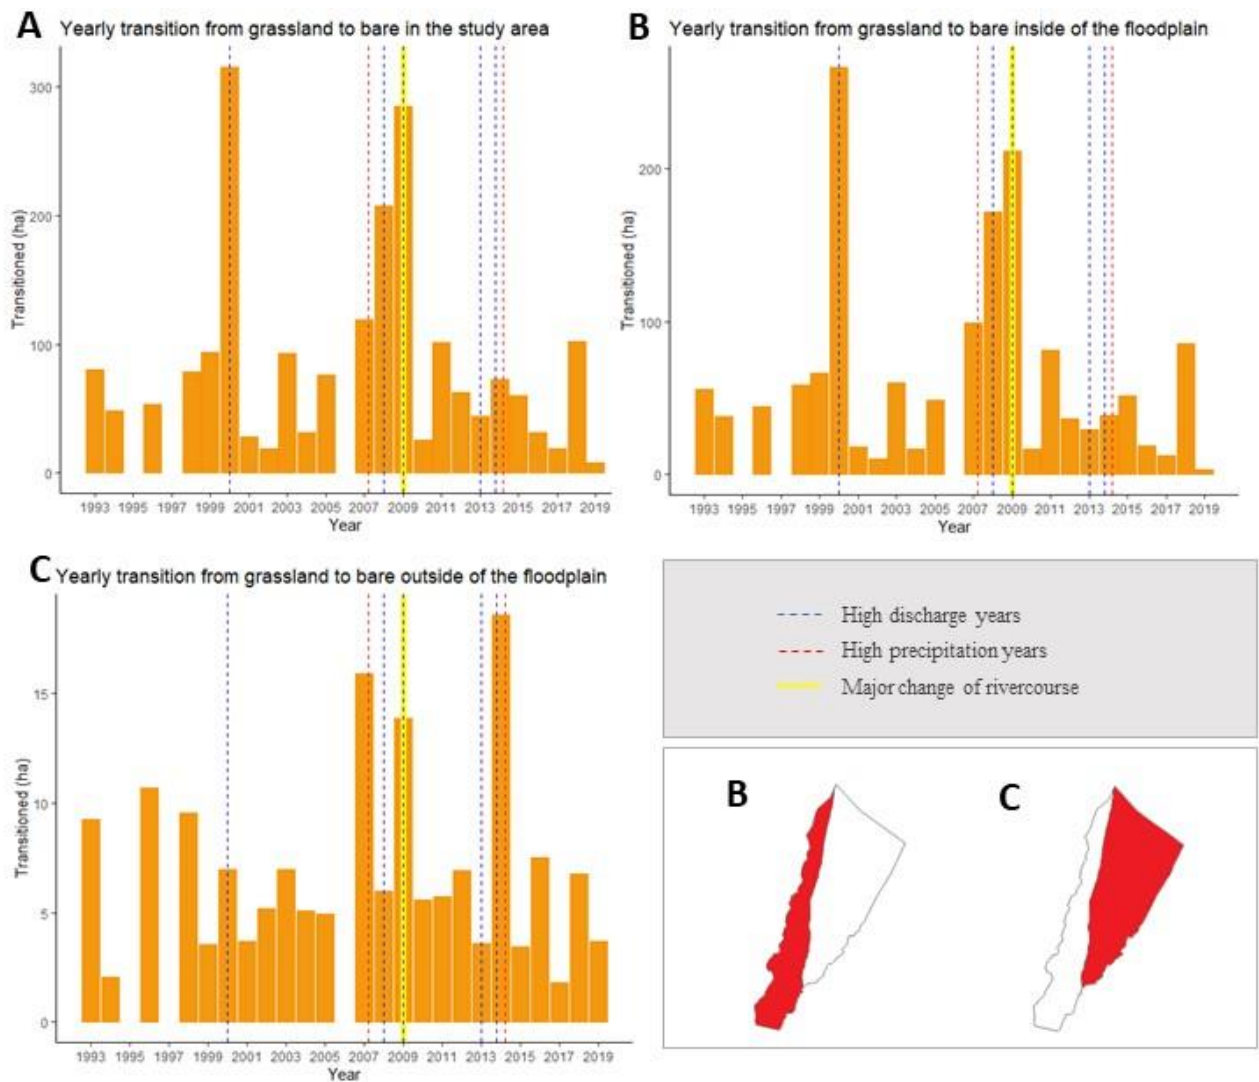 A Yearly transition from grassland to bare in the study area
300
200
100
0
Transitioned (ha)
1993 1995 1997 1999 2001 2003 2005 2007 2009 2011 2013 2015 2017 2019
Year
B Yearly transition from grassland to bare inside of the floodplain
200
100
0
Transitioned (ha)
1993 1995 1997 1999 2001 2003 2005 2007 2009 2011 2013 2015 2017 2019
Year
C Yearly transition from grassland to bare outside of the floodplain
15
10
5
0
Transitioned (ha)
1993 1995 1997 1999 2001 2003 2005 2007 2009 2011 2013 2015 2017 2019
Year
High discharge years
High precipitation years
Major change of rivercourse
B
C